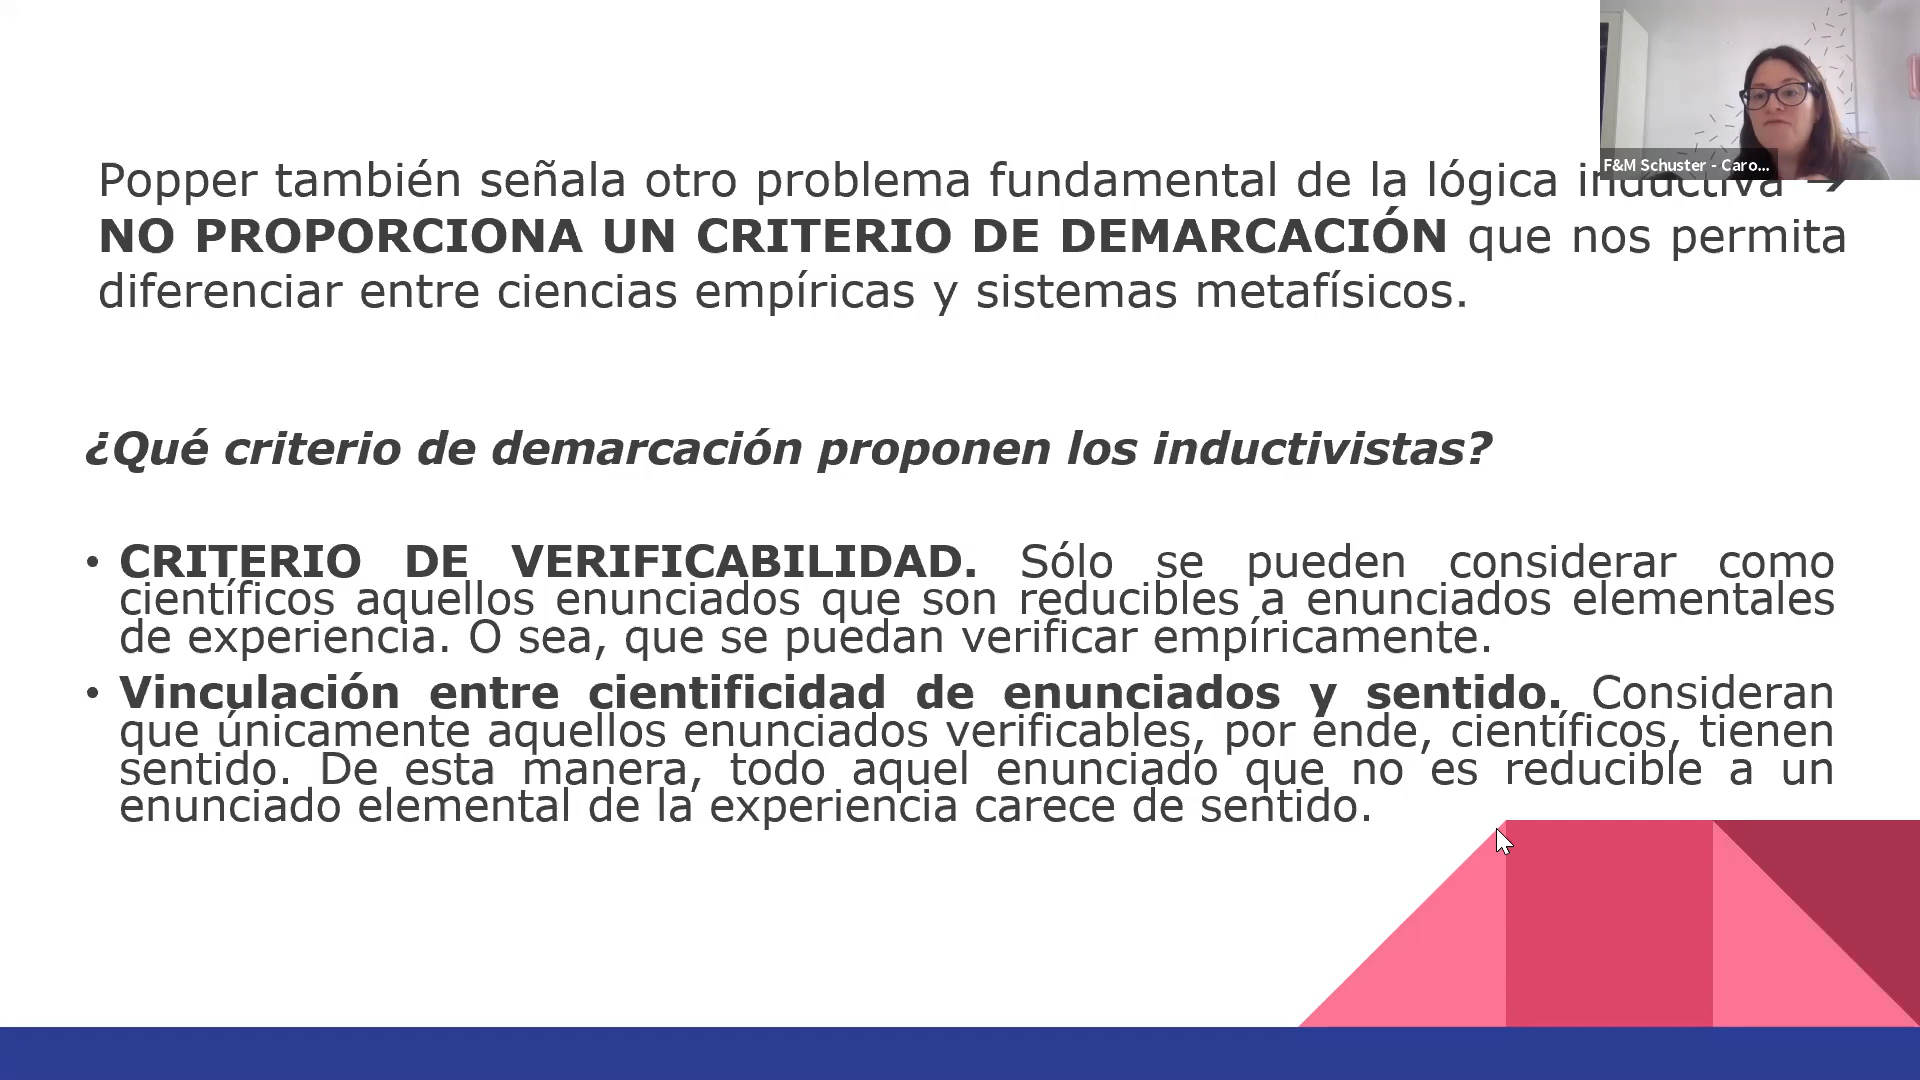 F&M Schuster - Caro...
Popper también señala otro problema fundamental de la lógica inductiva →
NO PROPORCIONA UN CRITERIO DE DEMARCACIÓN que nos permita
diferenciar entre ciencias empíricas y sistemas metafísicos.
¿Qué criterio de demarcación proponen los inductivistas?
• CRITERIO DE VERIFICABILIDAD. Sólo se pueden considerar como
científicos aquellos enunciados que son reducibles a enunciados elementales
de experiencia. O sea, que se puedan verificar empíricamente.
• Vinculación entre cientificidad de enunciados y sentido. Consideran
que únicamente aquellos enunciados verificables, por ende, científicos, tienen
sentido. De esta manera, todo aquel enunciado que no es reducible a un
enunciado elemental de la experiencia carece de sentido.